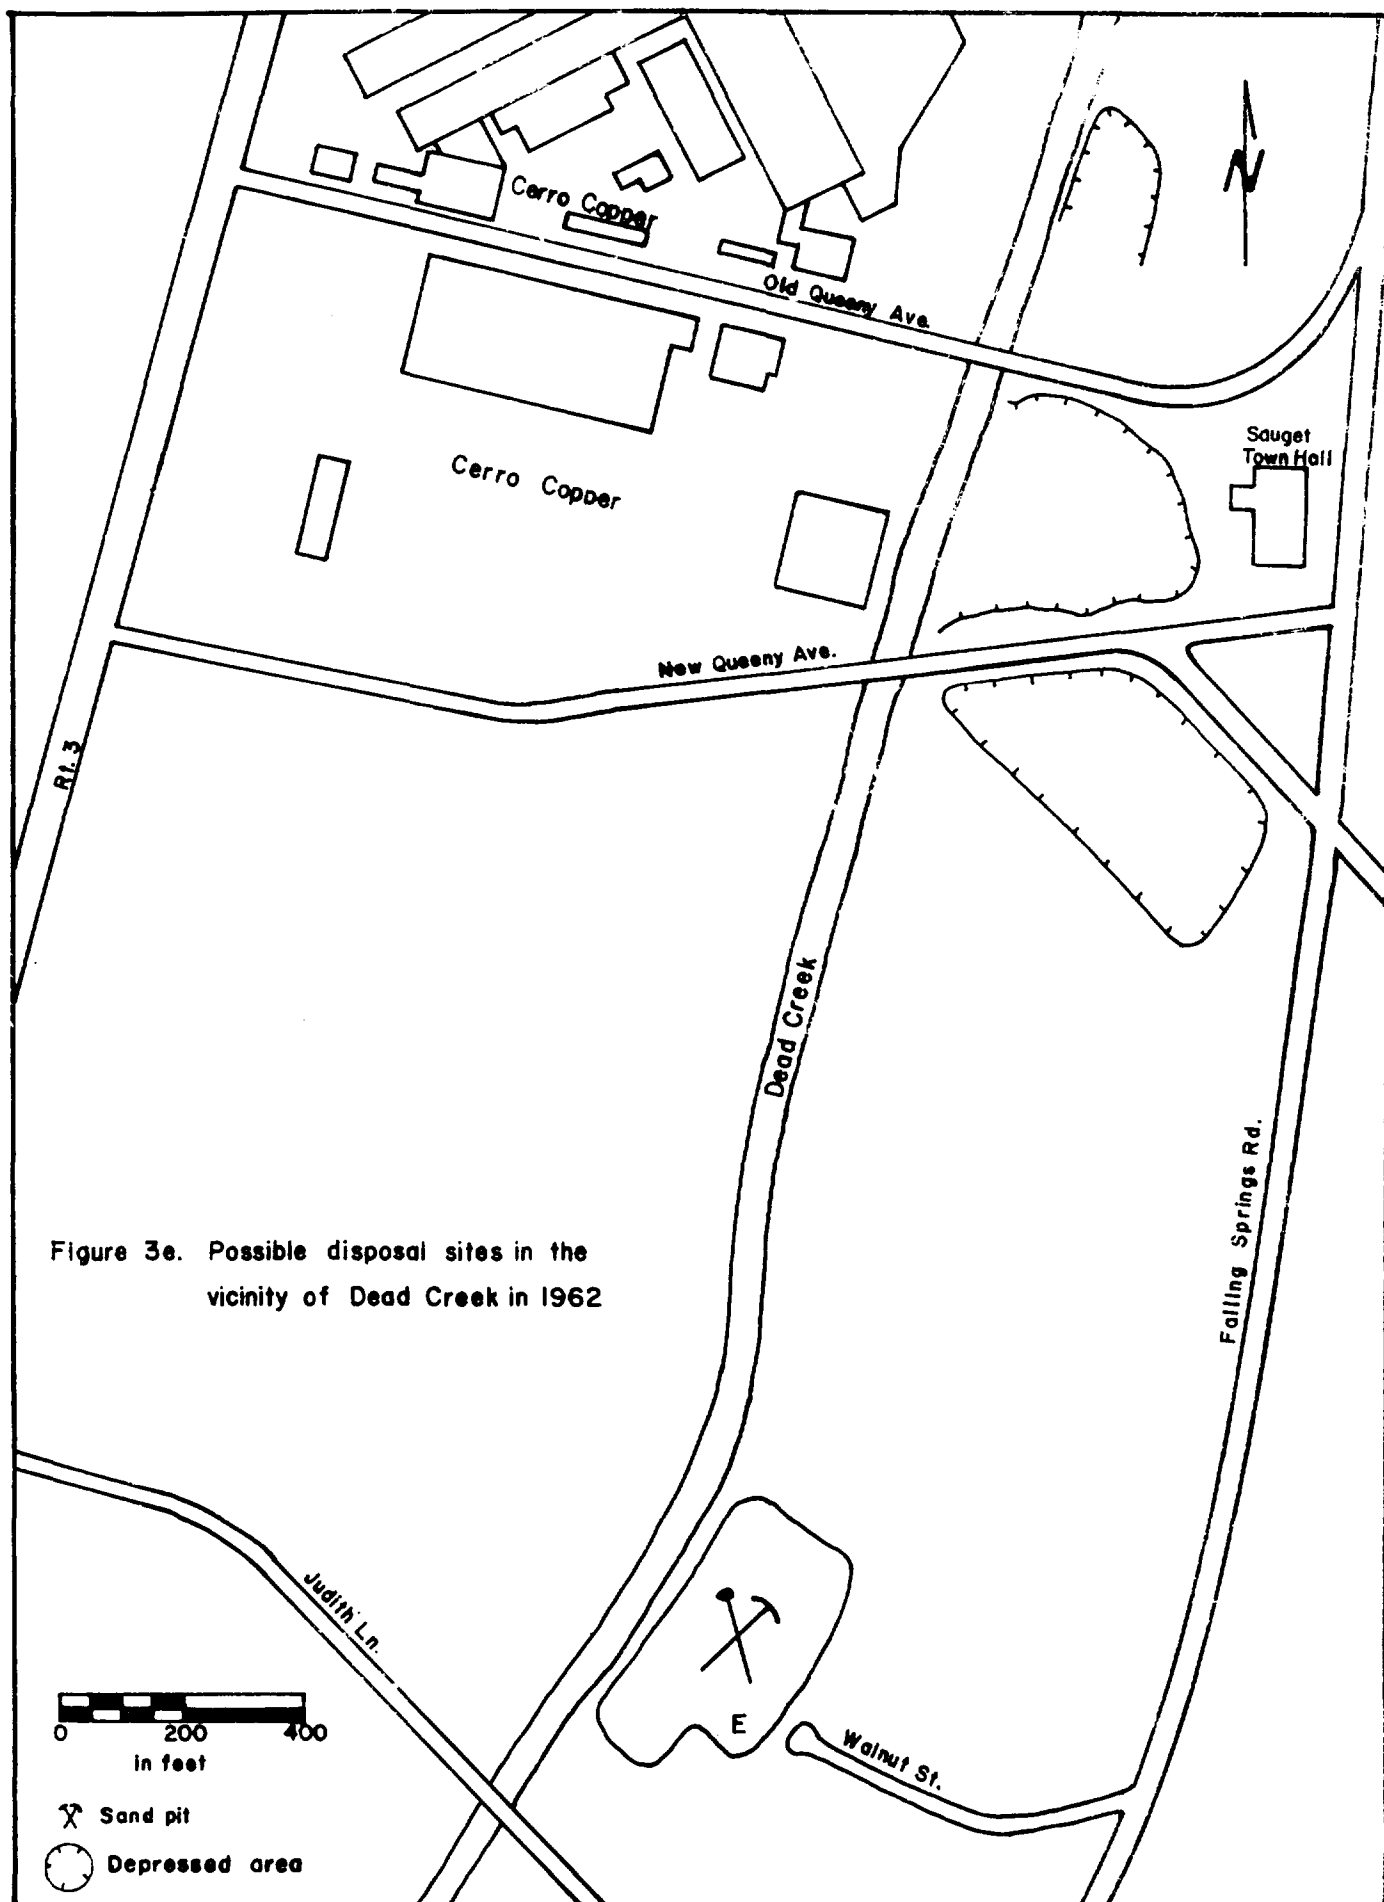 N
Cerro Copper
Old Queeny Ave.
Sauget
Town Hall
Cerro Copper
New Queeny Ave.
Rt. 3
Dead Creek
Falling Springs Rd.
Figure 3e. Possible disposal sites in the
vicinity of Dead Creek in 1962
Judith Ln.
E
Walnut St.
0 200 400
in feet
Sand pit
Depressed area